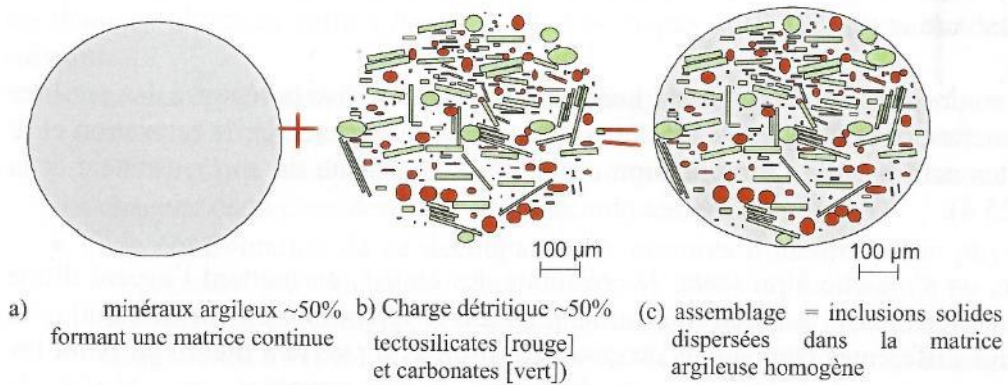 100 µm
100 µm
a) minéraux argileux ~50%
formant une matrice continue
b) Charge détritique ~50%
tectosilicates [rouge]
et carbonates [vert])
(c) assemblage = inclusions solides
dispersées dans la matrice
argileuse homogène